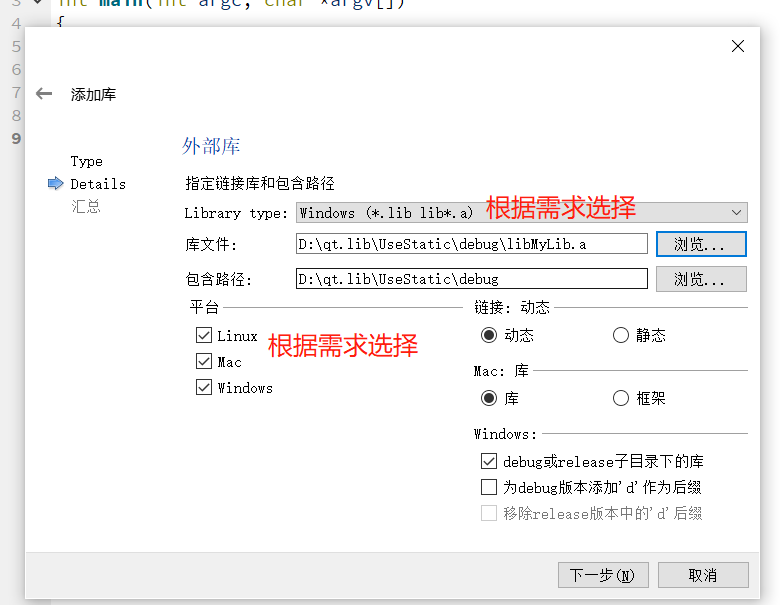 3 int main(int argc, char *argv[])
4 {
5
6
7
8
9
添加库
Type
Details
汇总
外部库
指定链接库和包含路径
Library type: Windows (*.lib lib*.a) 根据需求选择
库文件: D:\qt.lib\UseStatic\debug\libMyLib.a 浏览...
包含路径: D:\qt.lib\UseStatic\debug 浏览...
平台
Linux
Mac
Windows
根据需求选择
链接: 动态
动态 静态
Mac: 库
库 框架
Windows:
debug或release子目录下的库
为debug版本添加'd'作为后缀
移除release版本中的'd'后缀
下一步(N) 取消